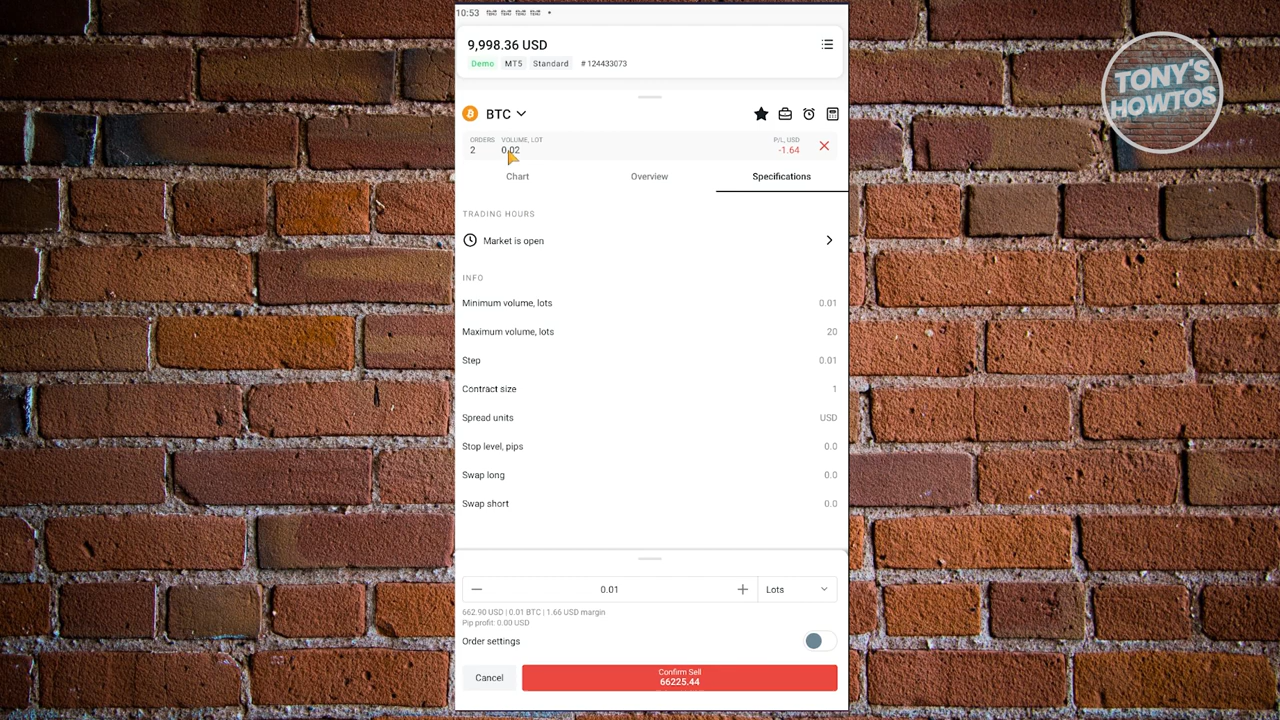 10:53
9,998.36 USD
Demo MT5 Standard # 124433073
TONY'S
HOWTOS
BTC
ORDERS VOLUME, LOT P/L, USD
2 0.02 -1.64
Chart Overview Specifications
TRADING HOURS
Market is open
INFO
Minimum volume, lots 0.01
Maximum volume, lots 20
Step 0.01
Contract size 1
Spread units USD
Stop level, pips 0.0
Swap long 0.0
Swap short 0.0
0.01 Lots
662.90 USD | 0.01 BTC | 1.66 USD margin
Pip profit: 0.00 USD
Order settings
Cancel Confirm Sell
66225.44